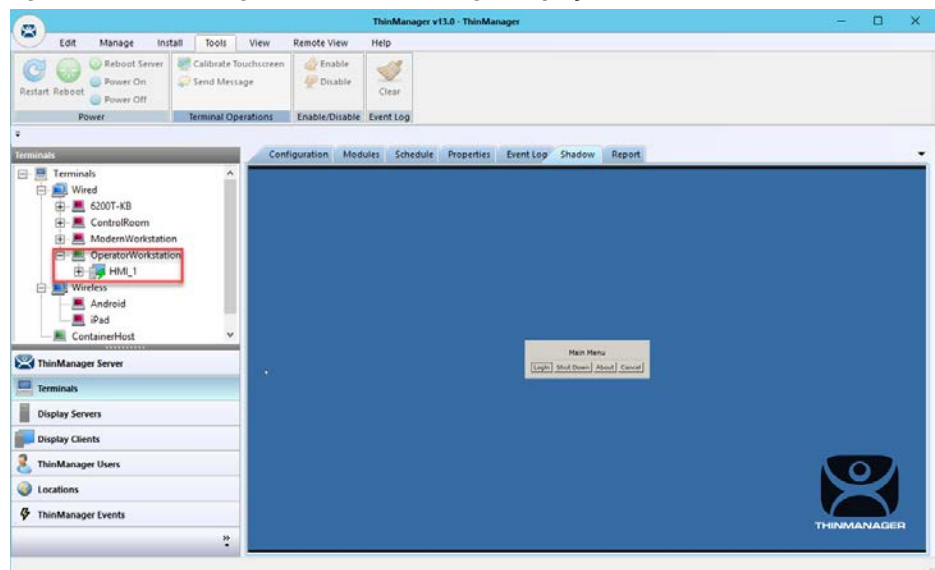 ThinManager v13.0 - ThinManager
Edit Manage Install Tools View Remote View Help
Restart Reboot
Reboot Server
Power On
Power Off
Power
Calibrate Touchscreen
Send Message
Terminal Operations
Enable
Disable
Enable/Disable
Clear
Event Log
Terminals
Terminals
Wired
6200T-KB
ControlRoom
ModernWorkstation
OperatorWorkstation
HMI_1
Wireless
Android
iPad
ContainerHost
ThinManager Server
Terminals
Display Servers
Display Clients
ThinManager Users
Locations
ThinManager Events
Configuration Modules Schedule Properties Event Log Shadow Report
Main Menu
Login Shut Down About Cancel
THINMANAGER